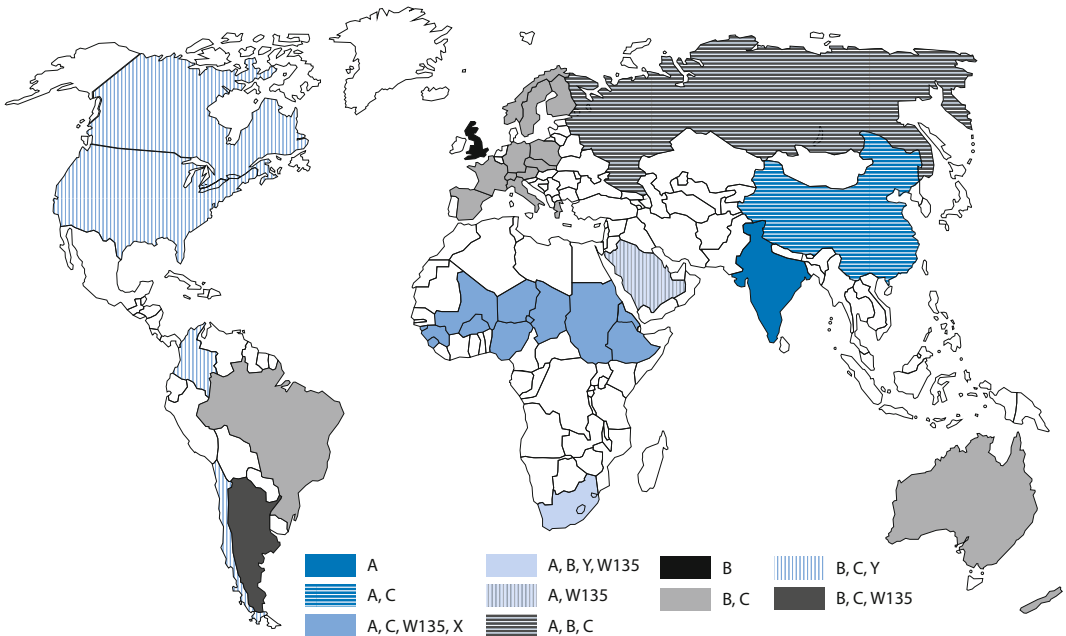 A
A, C
A, C, W135, X
A, B, Y, W135
A, W135
A, B, C
B
B, C
B, C, Y
B, C, W135